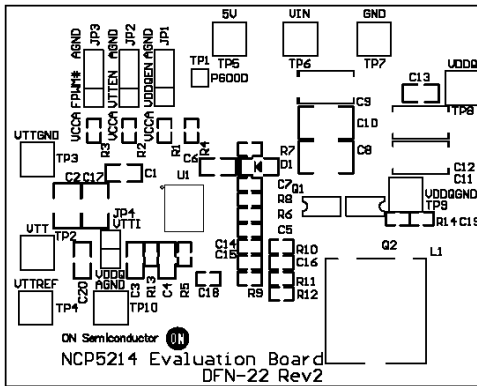 5V VIN GND
AGND JP3 AGND JP2 AGND JP1
FPWM# VTTEN VDDQEN
VCCA VCCA VCCA
TP1
PGOOD
TP5 TP6 TP7
VDDQ
TP8
C13
C9
C10
C8
C12
C11
R3 R2 R1 R4
C6
R7
D1
C7
R8
R6
C5
Q1
VTTGND
TP3
C2 C17 C1
U1
VDDQGND
TP9
R14 C19
JP4
VTTI
VTT
TP2
C14
C15
R10
C16
R11
R12
R9
Q2 L1
VDDQ
C20 C3 R13 C4 R5
C18
VTTREF
TP4
AGND
TP10
ON Semiconductor ON
NCP5214 Evaluation Board
DFN-22 Rev2